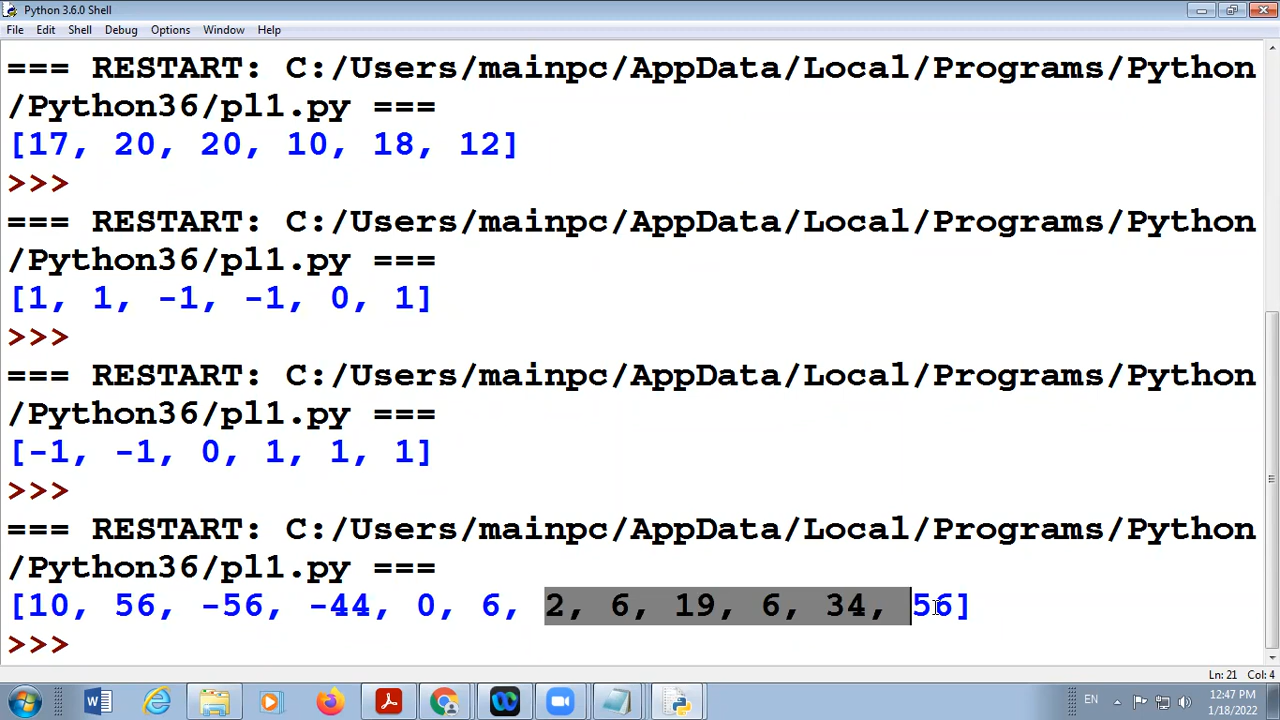 Python 3.6.0 Shell
File Edit Shell Debug Options Window Help
=== RESTART: C:/Users/mainpc/AppData/Local/Programs/Python
/Python36/pl1.py ===
[17, 20, 20, 10, 18, 12]
>>>
=== RESTART: C:/Users/mainpc/AppData/Local/Programs/Python
/Python36/pl1.py ===
[1, 1, -1, -1, 0, 1]
>>>
=== RESTART: C:/Users/mainpc/AppData/Local/Programs/Python
/Python36/pl1.py ===
[-1, -1, 0, 1, 1, 1]
>>>
=== RESTART: C:/Users/mainpc/AppData/Local/Programs/Python
/Python36/pl1.py ===
[10, 56, -56, -44, 0, 6, 2, 6, 19, 6, 34, 56]
>>>
Ln: 21 Col: 4
EN 12:47 PM
1/18/2022